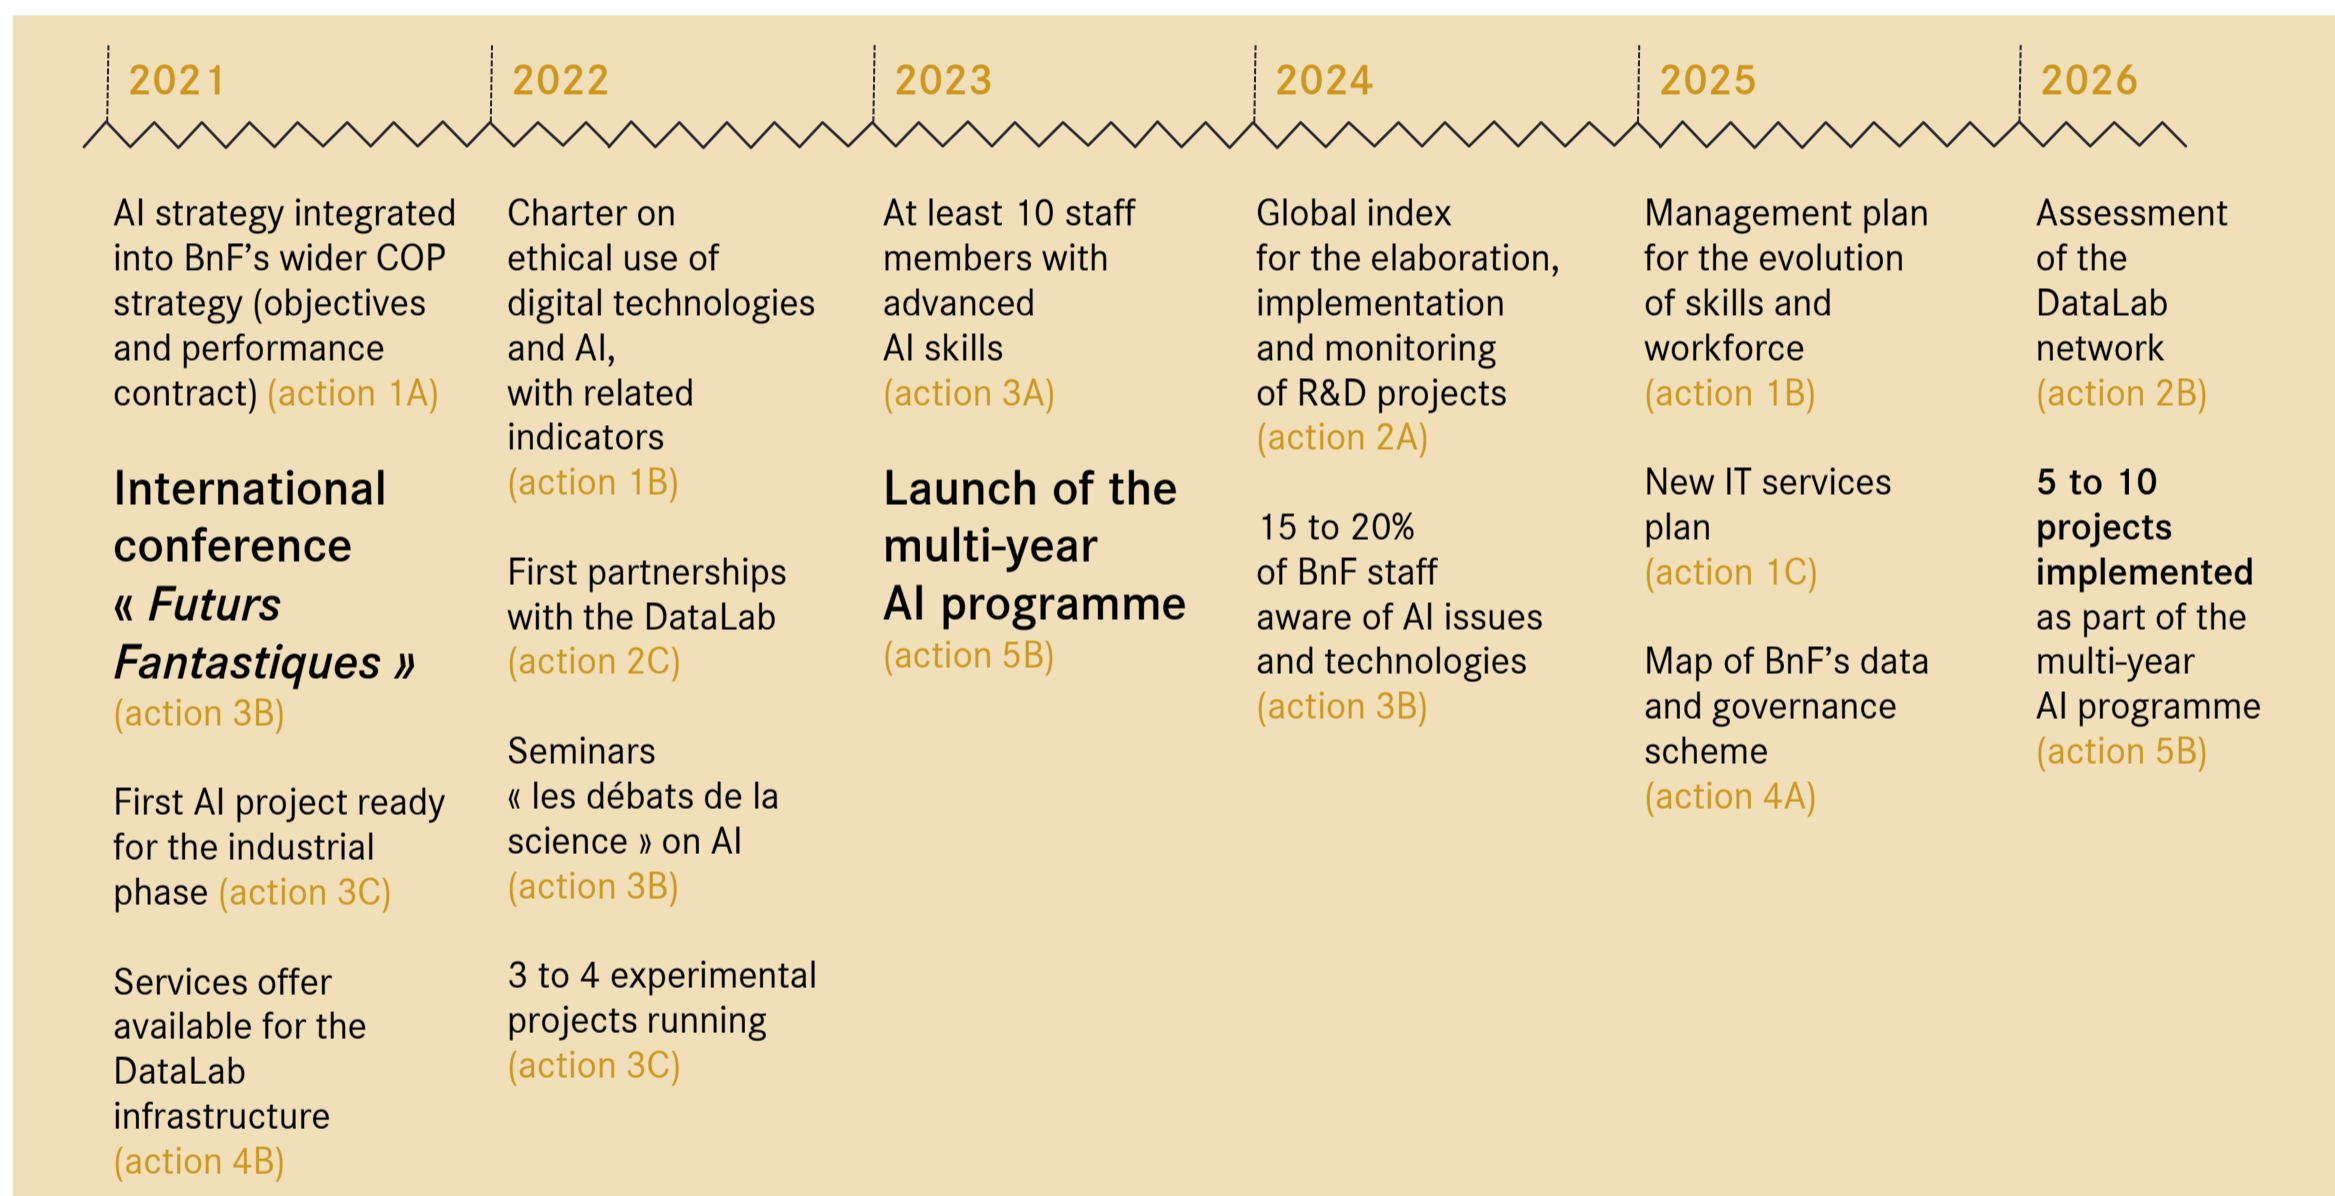 2021
AI strategy integrated
into BnF’s wider COP
strategy (objectives
and performance
contract) (action 1A)
International
conference
« Futurs
Fantastiques »
(action 3B)
First AI project ready
for the industrial
phase (action 3C)
Services offer
available for the
DataLab
infrastructure
(action 4B)
2022
Charter on
ethical use of
digital technologies
and AI,
with related
indicators
(action 1B)
First partnerships
with the DataLab
(action 2C)
Seminars
« les débats de la
science » on AI
(action 3B)
3 to 4 experimental
projects running
(action 3C)
2023
At least 10 staff
members with
advanced
AI skills
(action 3A)
Launch of the
multi-year
AI programme
(action 5B)
2024
Global index
for the elaboration,
implementation
and monitoring
of R&D projects
(action 2A)
15 to 20%
of BnF staff
aware of AI issues
and technologies
(action 3B)
2025
Management plan
for the evolution
of skills and
workforce
(action 1B)
New IT services
plan
(action 1C)
Map of BnF’s data
and governance
scheme
(action 4A)
2026
Assessment
of the
DataLab
network
(action 2B)
5 to 10
projects
implemented
as part of the
multi-year
AI programme
(action 5B)